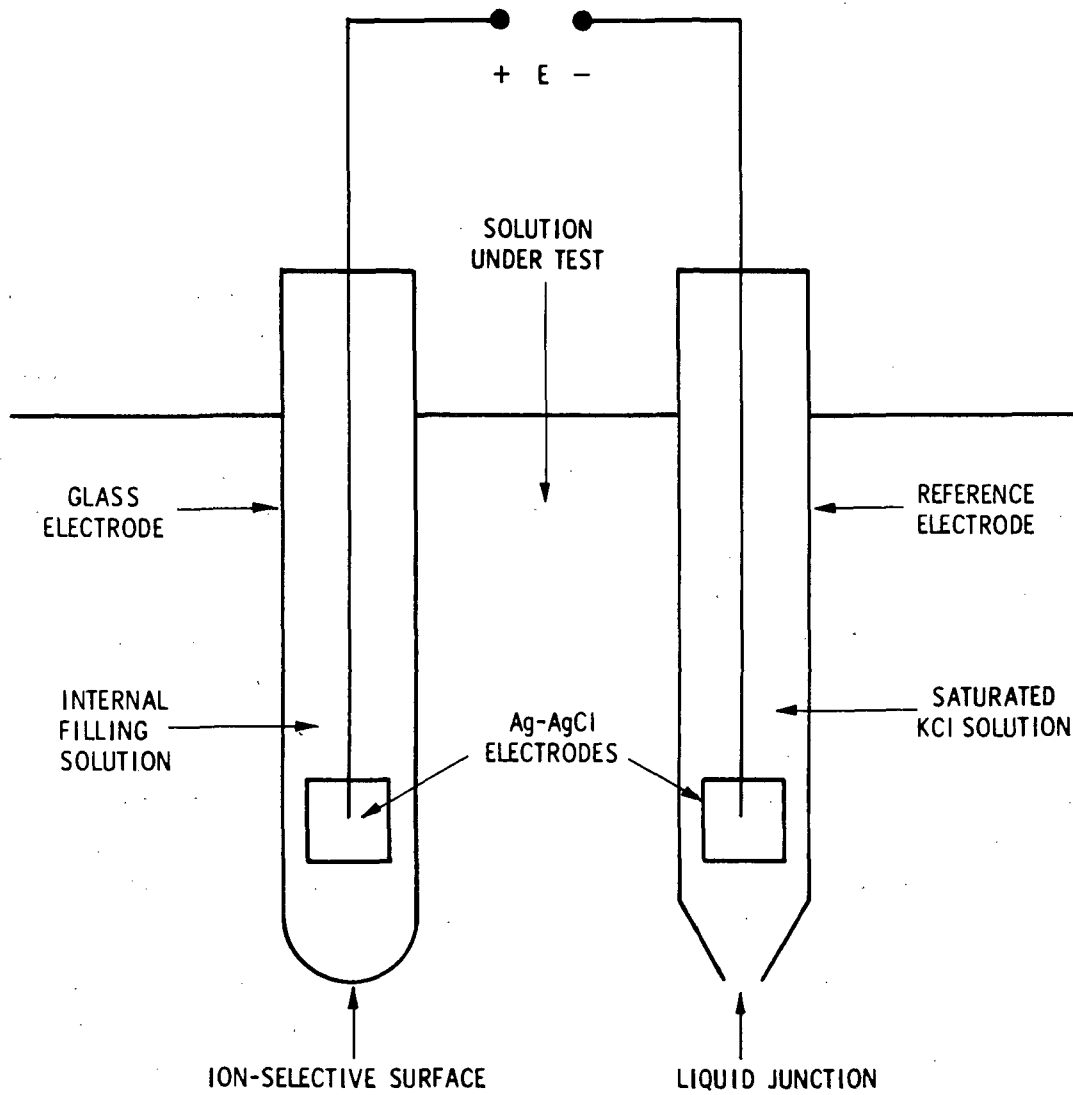 + E −
SOLUTION
UNDER TEST
GLASS
ELECTRODE
REFERENCE
ELECTRODE
INTERNAL
FILLING
SOLUTION
Ag-AgCl
ELECTRODES
SATURATED
KCl SOLUTION
ION-SELECTIVE SURFACE
LIQUID JUNCTION